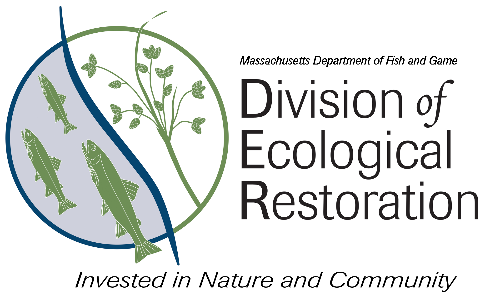 Massachusetts Department of Fish and Game
Division of
Ecological
Restoration
Invested in Nature and Community